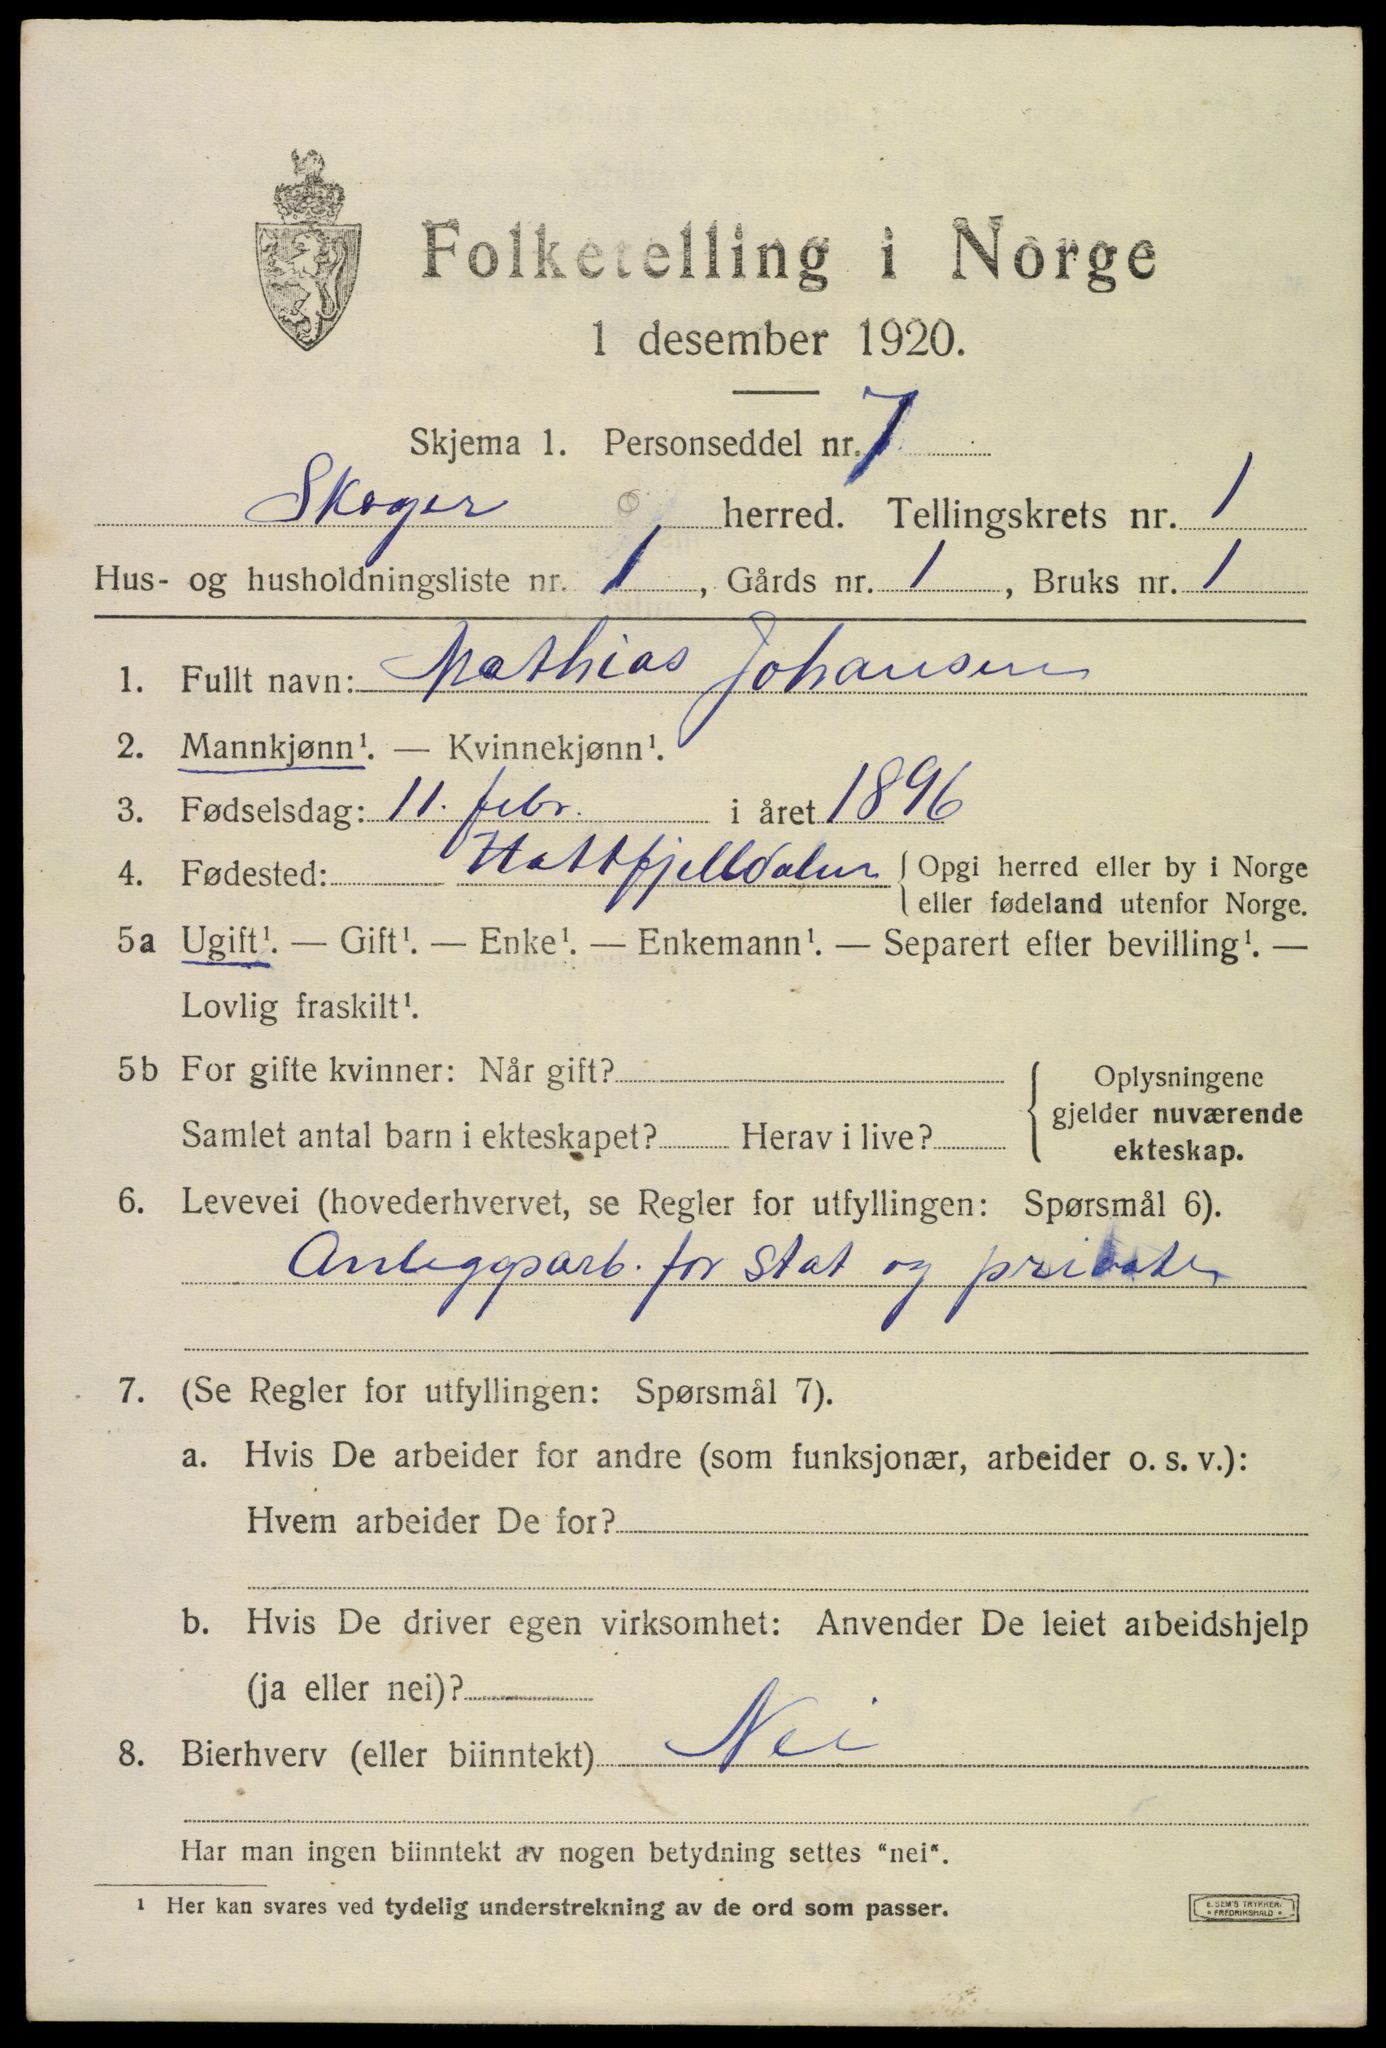 Folketelling i Norge
1 desember 1920.
Skjema 1. Personseddel nr. 7
Skoger herred. Tellingskrets nr. 1
Hus- og husholdningsliste nr. 1, Gårds nr. 1, Bruks nr. 1
1. Fullt navn: Mathias Johansen
2. Mannkjønn¹. — Kvinnekjønn¹.
3. Fødselsdag: 11. febr. i året 1896
4. Fødested: Hattfjelldalen { Opgi herred eller by i Norge
eller fødeland utenfor Norge.
5a Ugift¹. — Gift¹. — Enke¹. — Enkemann¹. — Separert efter bevilling¹. —
Lovlig fraskilt¹.
5b For gifte kvinner: Når gift?
Samlet antal barn i ekteskapet? Herav i live?
{ Oplysningene
gjelder nuværende
ekteskap.
6. Levevei (hovederhvervet, se Regler for utfyllingen: Spørsmål 6).
Anleggsarb. for stat og private
7. (Se Regler for utfyllingen: Spørsmål 7).
a. Hvis De arbeider for andre (som funksjonær, arbeider o. s. v.):
Hvem arbeider De for?
b. Hvis De driver egen virksomhet: Anvender De leiet arbeidshjelp
(ja eller nei)?
8. Bierhverv (eller biinntekt) Nei
Har man ingen biinntekt av nogen betydning settes "nei".
¹ Her kan svares ved tydelig understrekning av de ord som passer.
E. SEM'S TRYKKERI
* FREDRIKSHALD *